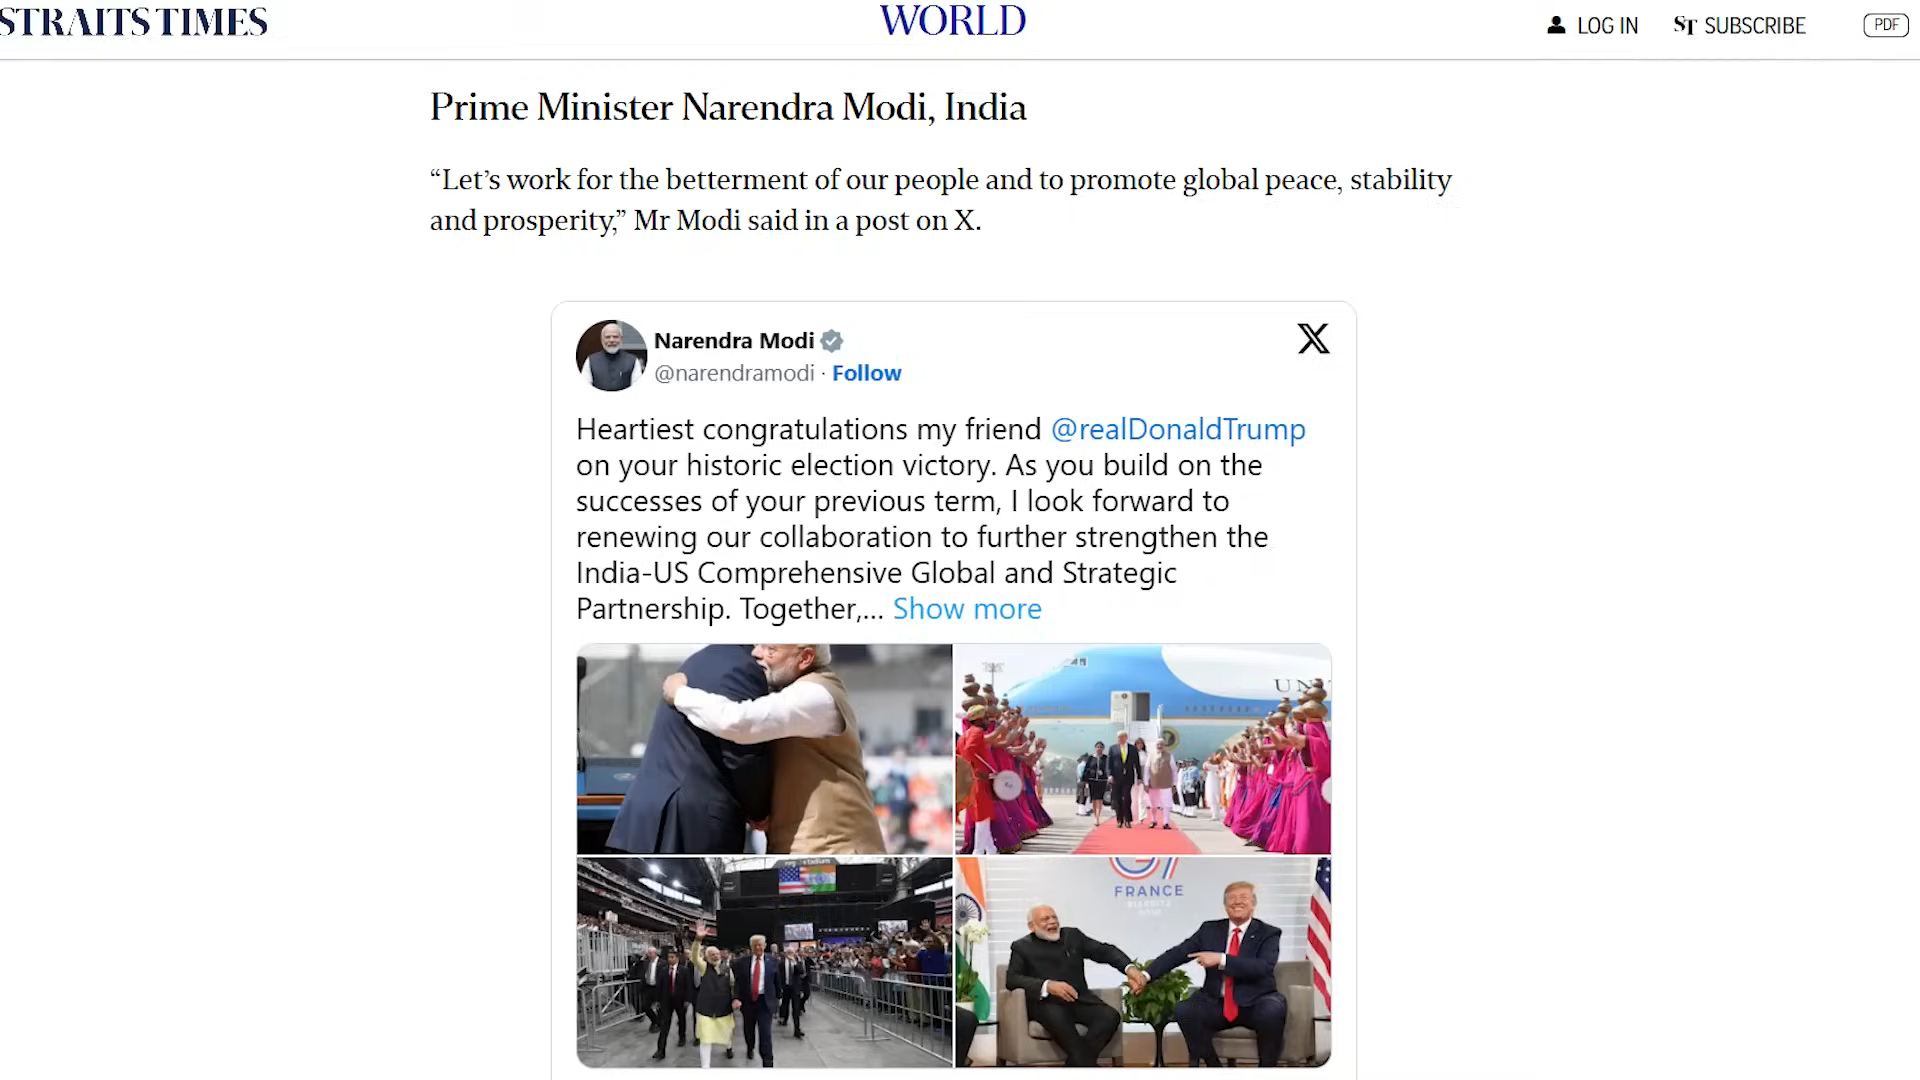 STRAITS TIMES
WORLD
LOG IN
ST SUBSCRIBE
PDF
Prime Minister Narendra Modi, India
“Let’s work for the betterment of our people and to promote global peace, stability
and prosperity,” Mr Modi said in a post on X.
Narendra Modi
@narendramodi · Follow
Heartiest congratulations my friend @realDonaldTrump
on your historic election victory. As you build on the
successes of your previous term, I look forward to
renewing our collaboration to further strengthen the
India-US Comprehensive Global and Strategic
Partnership. Together,... Show more
UN
G7
FRANCE